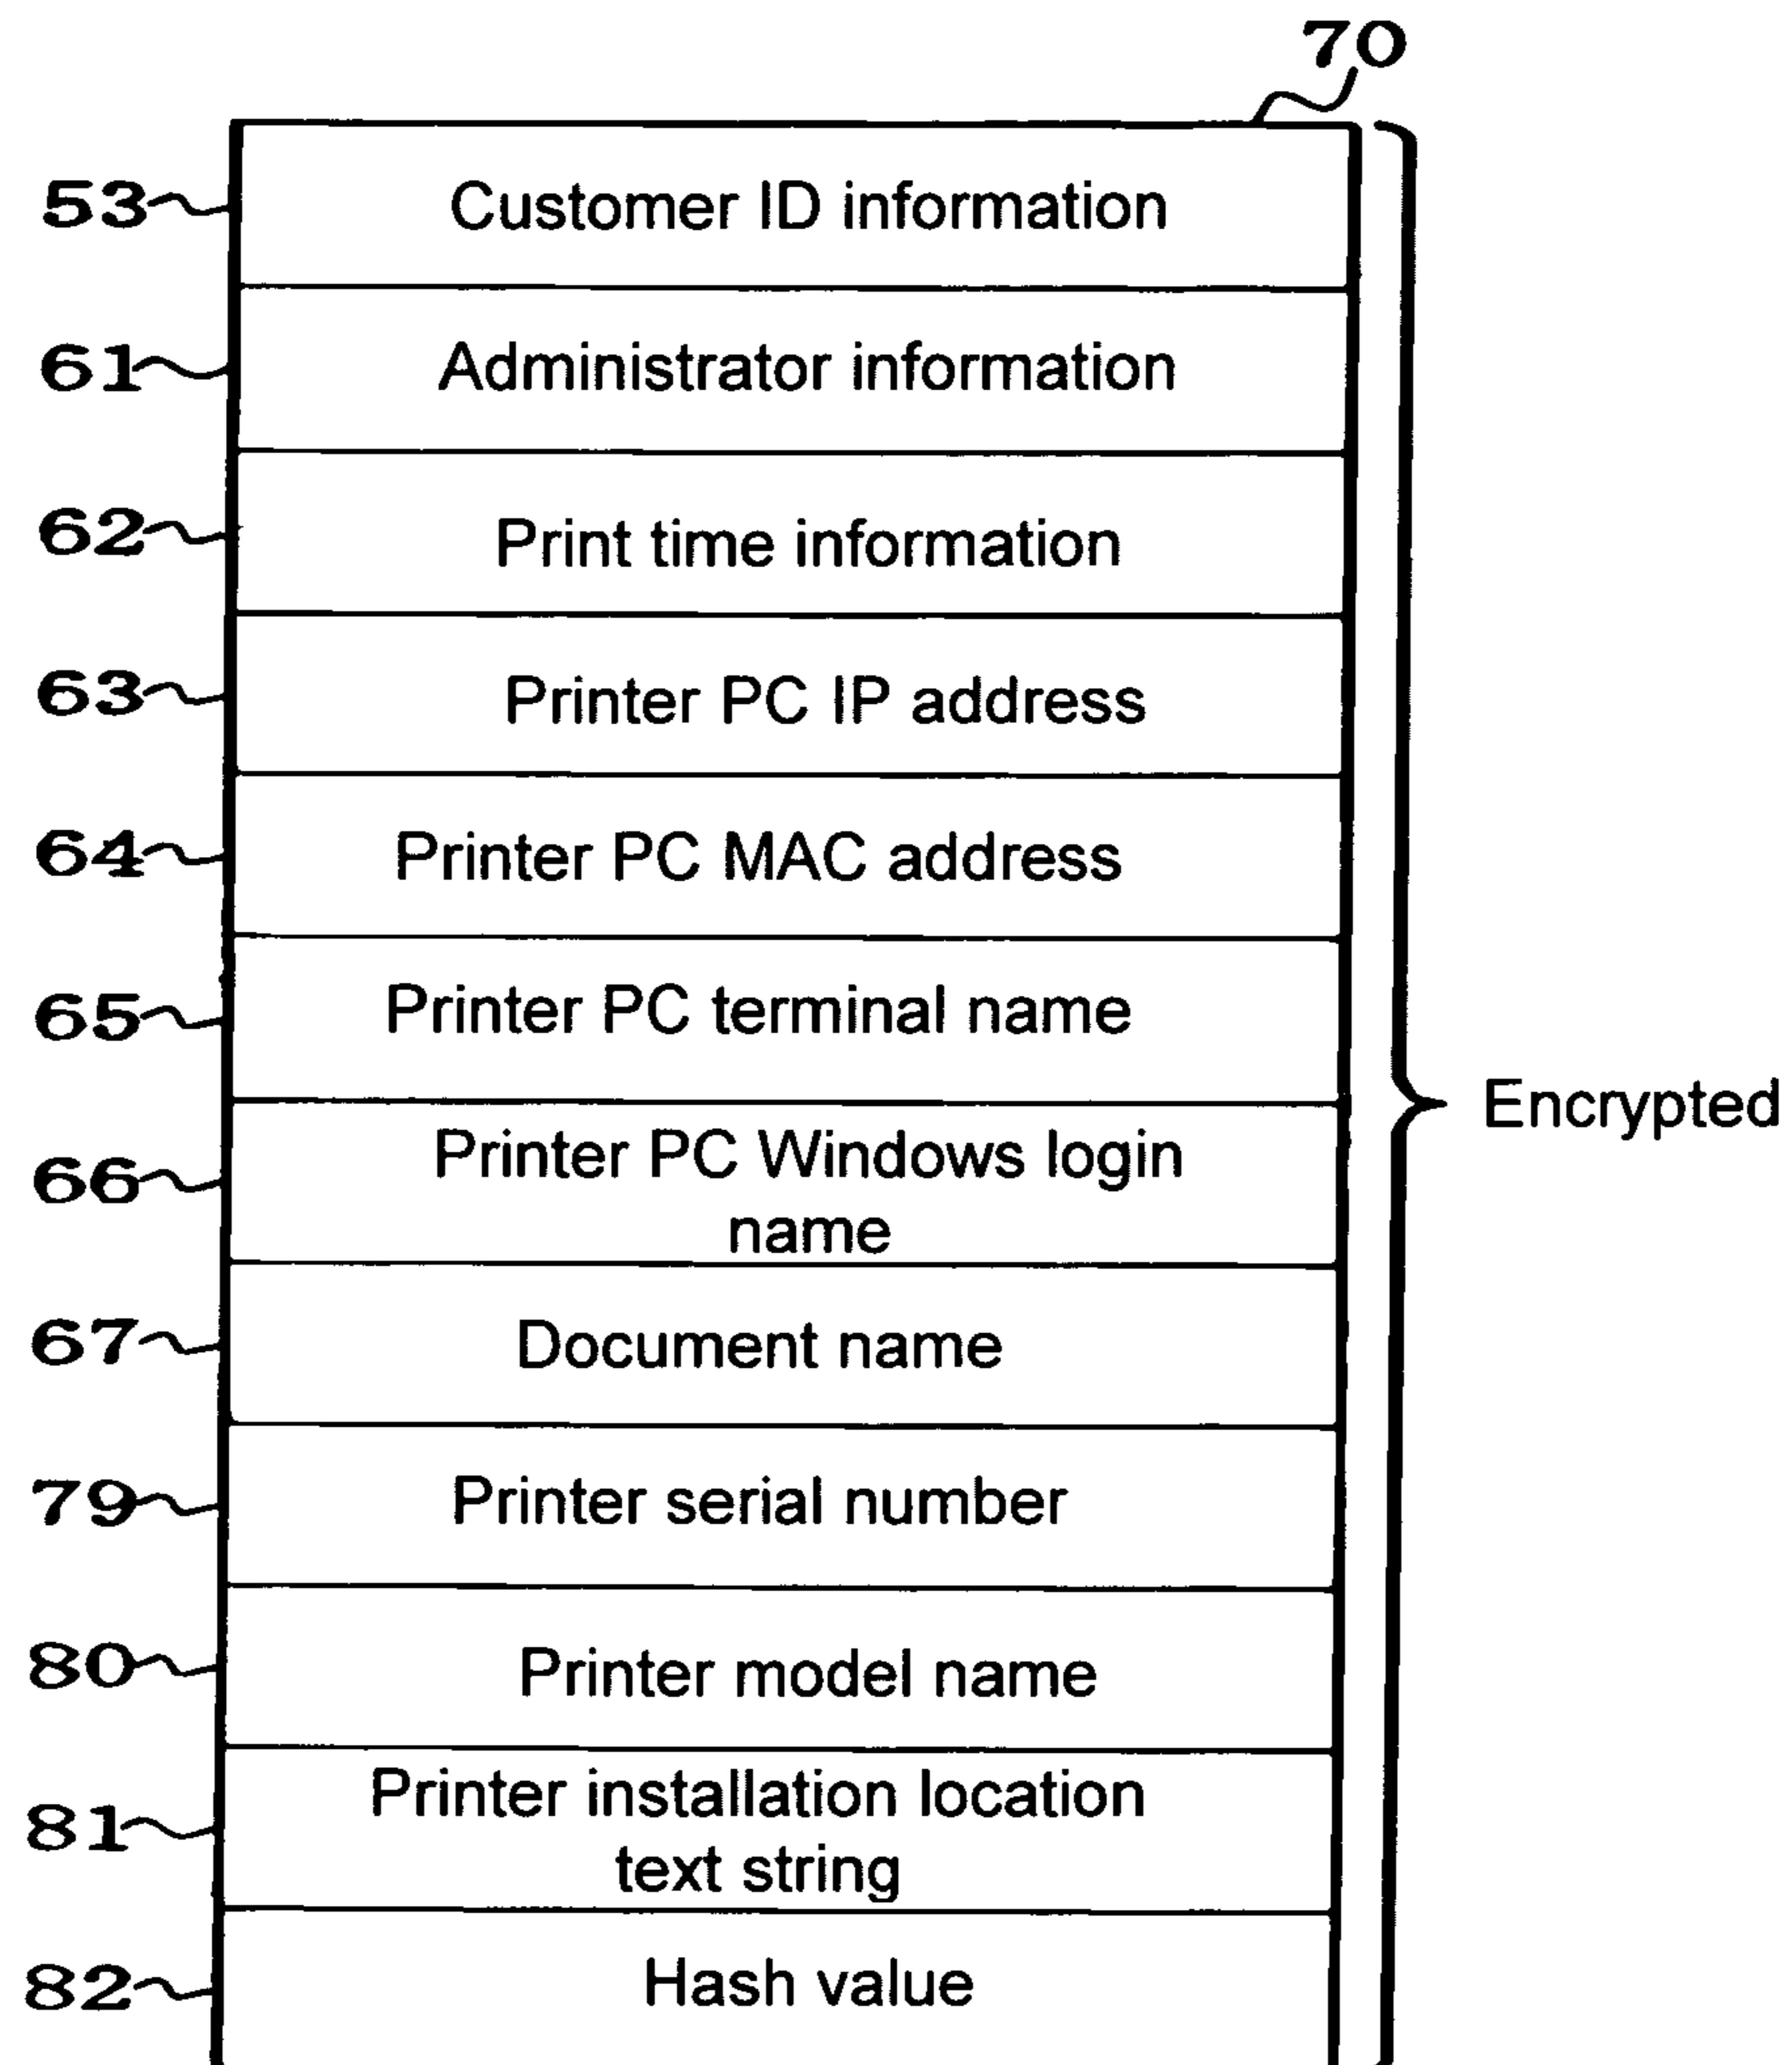 70
53 Customer ID information
61 Administrator information
62 Print time information
63 Printer PC IP address
64 Printer PC MAC address
65 Printer PC terminal name
Encrypted
66 Printer PC Windows login
name
67 Document name
79 Printer serial number
80 Printer model name
81 Printer installation location
text string
82 Hash value